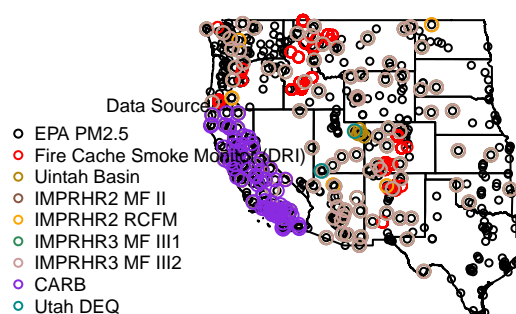 Data Source
EPA PM2.5
Fire Cache Smoke Monitor (DRI)
Uintah Basin
IMPRHR2 MF II
IMPRHR2 RCFM
IMPRHR3 MF III1
IMPRHR3 MF III2
CARB
Utah DEQ